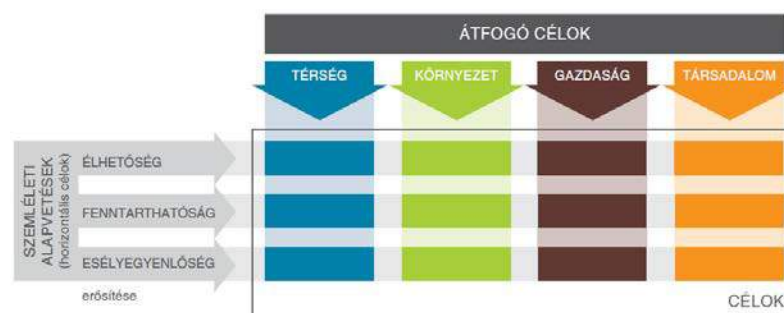 ÁTFOGÓ CÉLOK
TÉRSÉG
KÖRNYEZET
GAZDASÁG
TÁRSADALOM
SZEMLÉLETI
ALAPVETÉSEK
(horizontális célok)
ÉLHETŐSÉG
FENNTARTHATÓSÁG
ESÉLYEGYENLŐSÉG
erősítése
CÉLOK